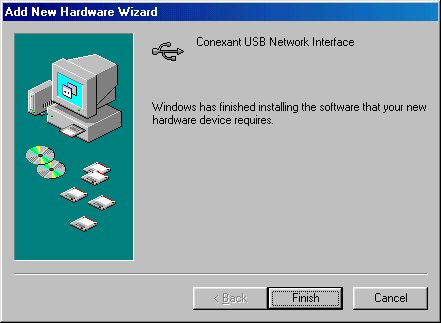 Add New Hardware Wizard
Conexant USB Network Interface
Windows has finished installing the software that your new
hardware device requires.
< Back
Finish
Cancel